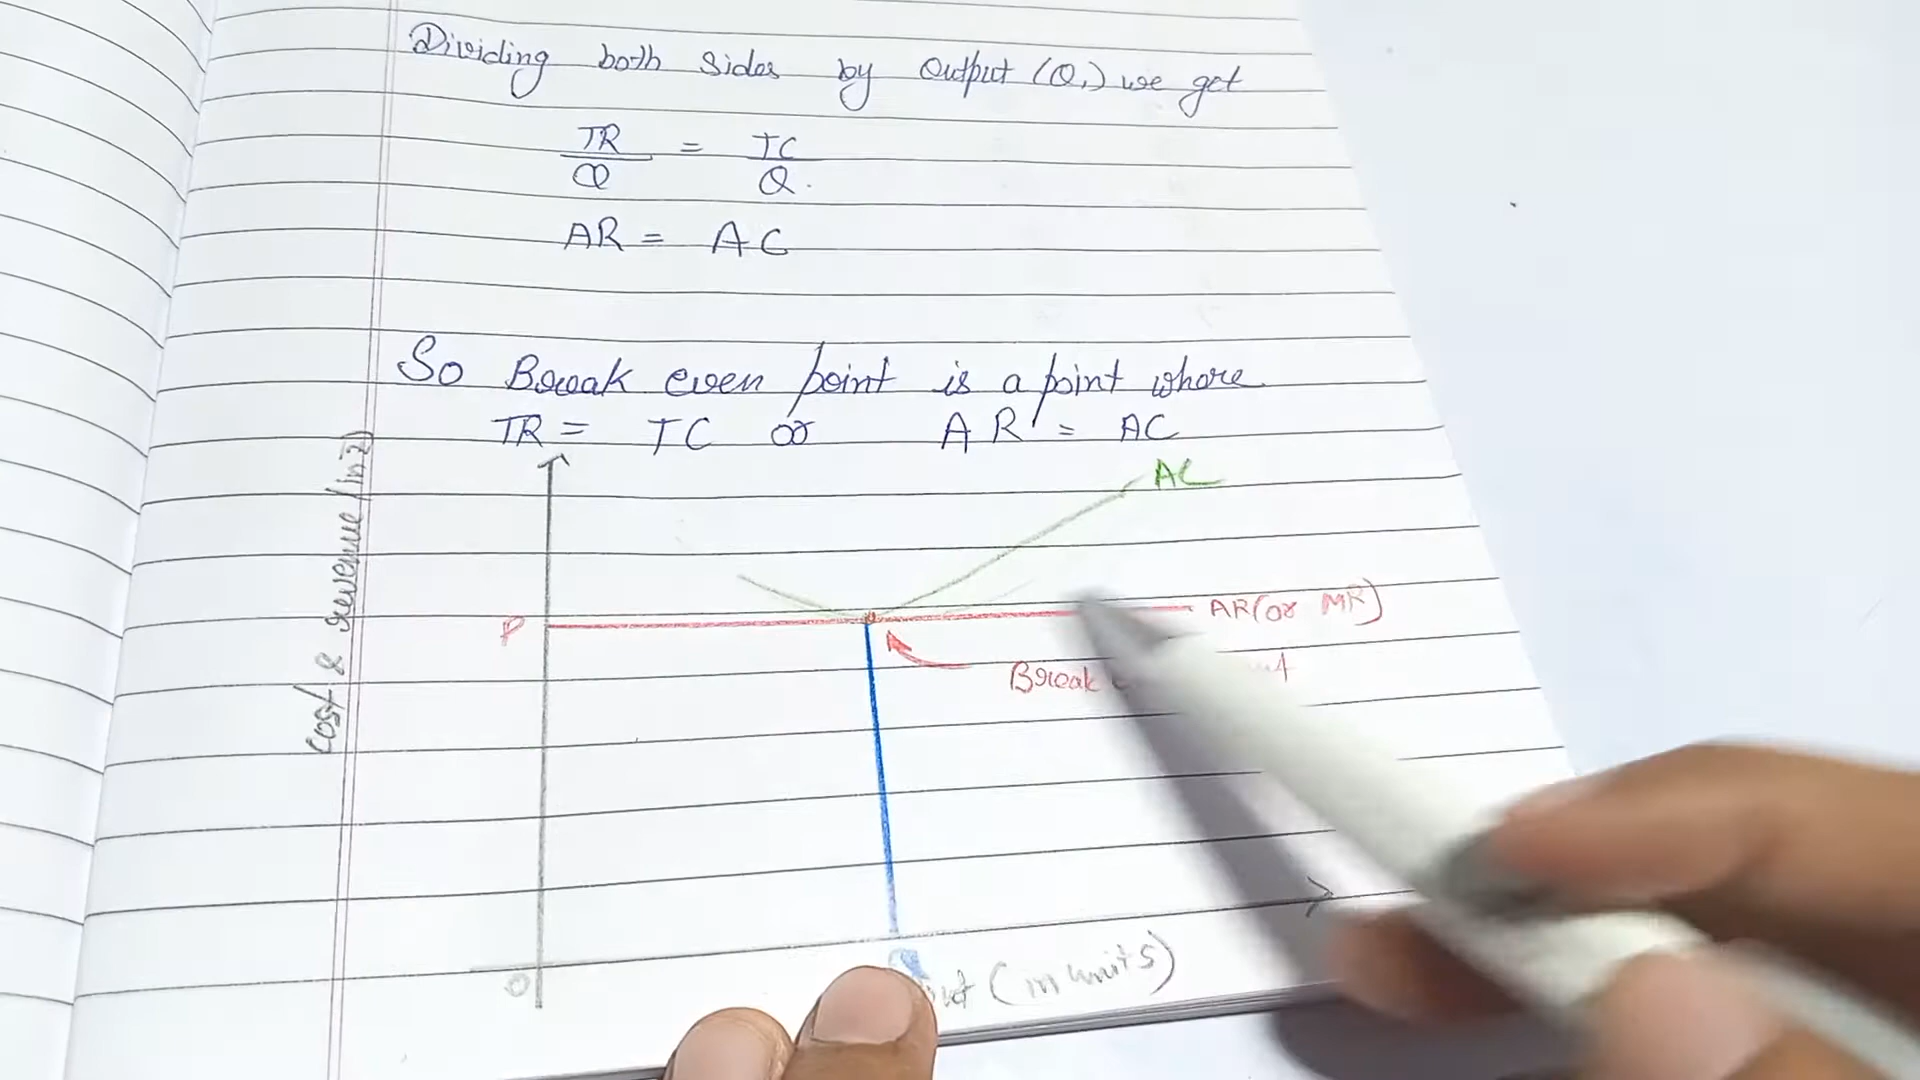 Dividing both sides by Output (Q) we get
TR = TC
Q Q.
AR = AC
So Break even point is a point where
TR = TC or AR = AC
AC
cost & revenue (in ₹)
P
AR (or MR)
Break
O
(in units)